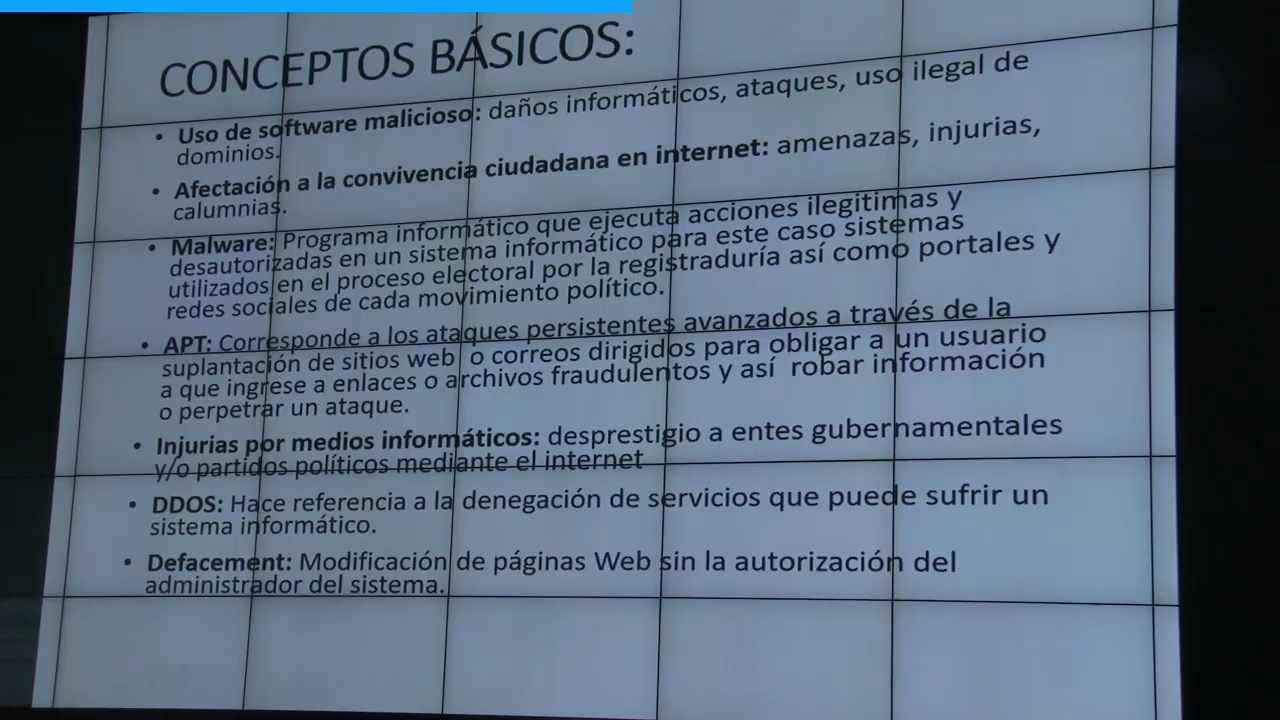 CONCEPTOS BÁSICOS:
• Uso de software malicioso: daños informáticos, ataques, uso ilegal de
dominios.
• Afectación a la convivencia ciudadana en internet: amenazas, injurias,
calumnias.
• Malware: Programa informático que ejecuta acciones ilegitimas y
desautorizadas en un sistema informático para este caso sistemas
utilizados en el proceso electoral por la registraduría así como portales y
redes sociales de cada movimiento político.
• APT: Corresponde a los ataques persistentes avanzados a través de la
suplantación de sitios web o correos dirigidos para obligar a un usuario
a que ingrese a enlaces o archivos fraudulentos y así robar información
o perpetrar un ataque.
• Injurias por medios informáticos: desprestigio a entes gubernamentales
y/o partidos políticos mediante el internet
• DDOS: Hace referencia a la denegación de servicios que puede sufrir un
sistema informático.
• Defacement: Modificación de páginas Web sin la autorización del
administrador del sistema.